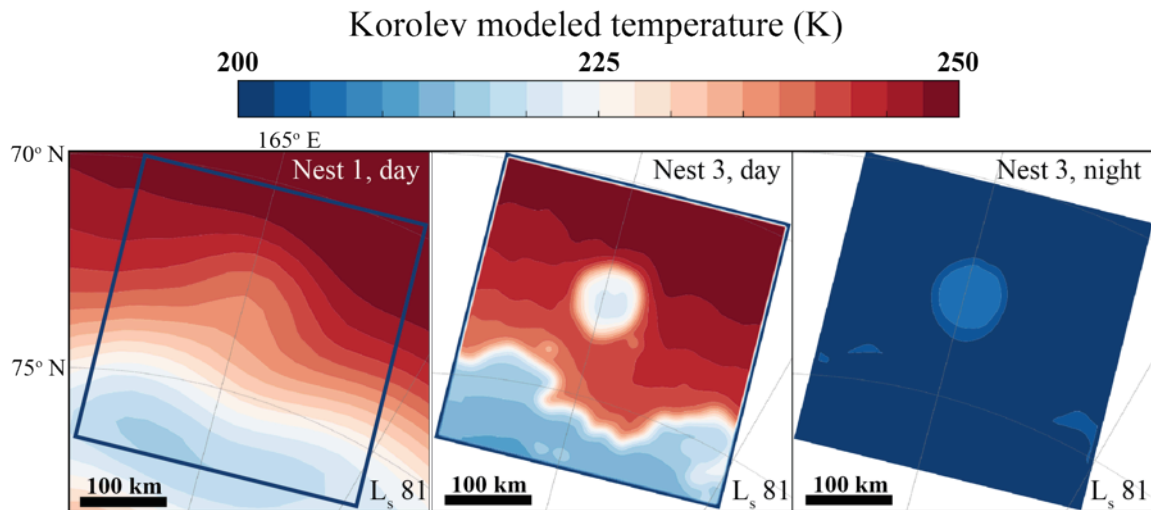 Korolev modeled temperature (K)
200 225 250
165° E
70° N
Nest 1, day
Nest 3, day
Nest 3, night
75° N
100 km
Ls 81
100 km
Ls 81
100 km
Ls 81